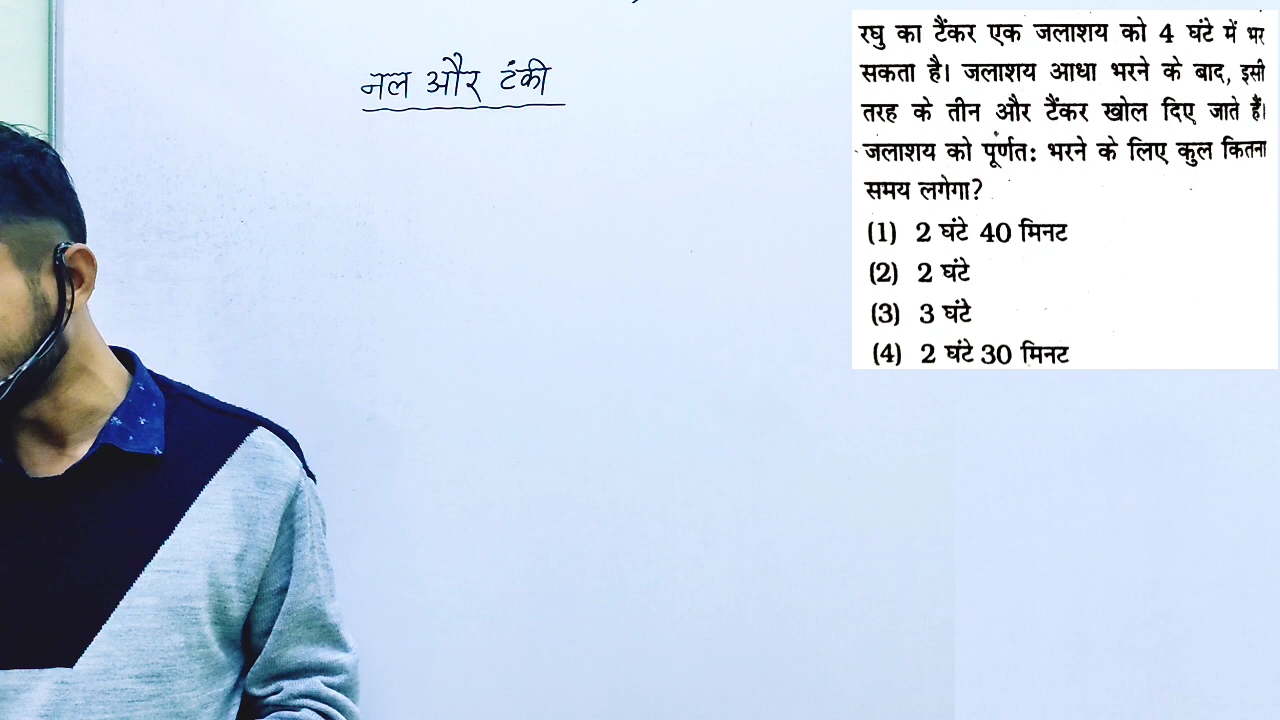 नल और टंकी
रघु का टैंकर एक जलाशय को 4 घंटे में भर
सकता है। जलाशय आधा भरने के बाद, इसी
तरह के तीन और टैंकर खोल दिए जाते हैं।
जलाशय को पूर्णत: भरने के लिए कुल कितना
समय लगेगा?
(1) 2 घंटे 40 मिनट
(2) 2 घंटे
(3) 3 घंटे
(4) 2 घंटे 30 मिनट